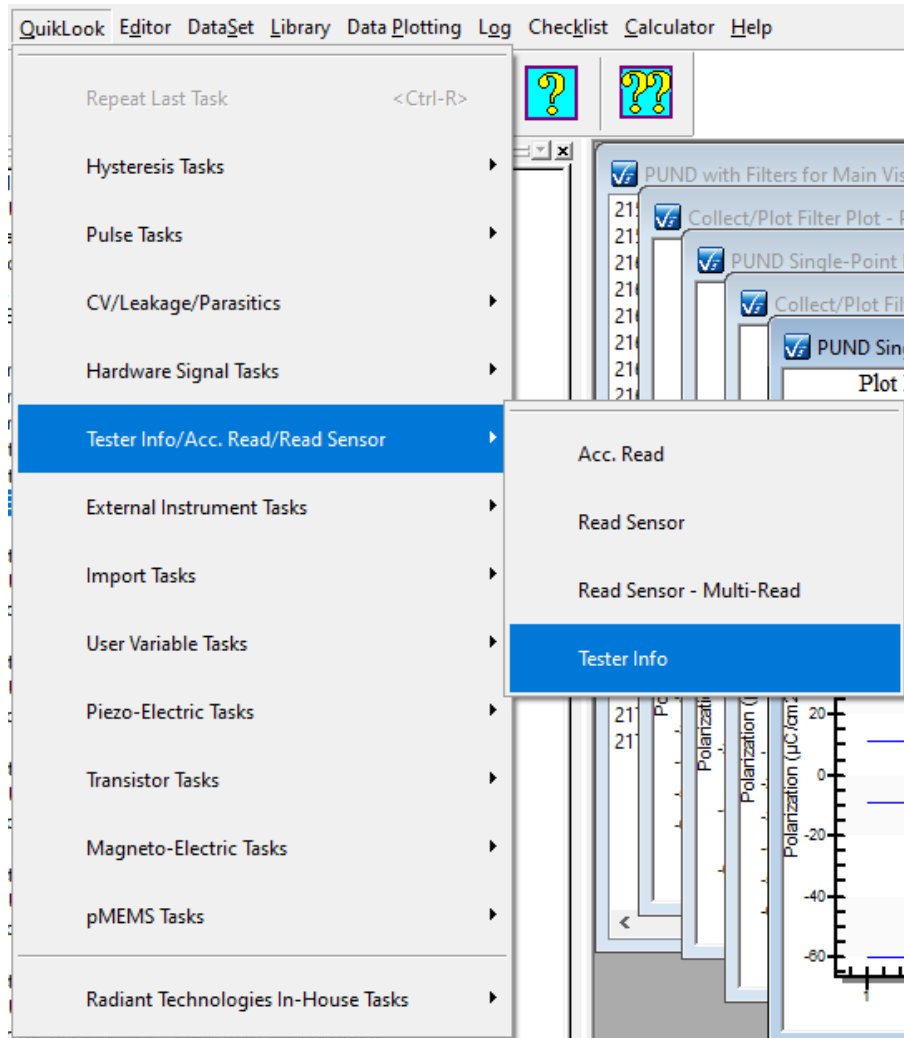 QuikLook Editor DataSet Library Data Plotting Log Checklist Calculator Help
Repeat Last Task <Ctrl-R>
Hysteresis Tasks
Pulse Tasks
CV/Leakage/Parasitics
Hardware Signal Tasks
Tester Info/Acc. Read/Read Sensor
External Instrument Tasks
Import Tasks
User Variable Tasks
Piezo-Electric Tasks
Transistor Tasks
Magneto-Electric Tasks
pMEMS Tasks
Radiant Technologies In-House Tasks
Acc. Read
Read Sensor
Read Sensor - Multi-Read
Tester Info
PUND with Filters for Main Vis
Collect/Plot Filter Plot -
PUND Single-Point
Collect/Plot Fil
PUND Sin
Plot
Polarization (µC/cm2
20
0
-20
-40
-60
1